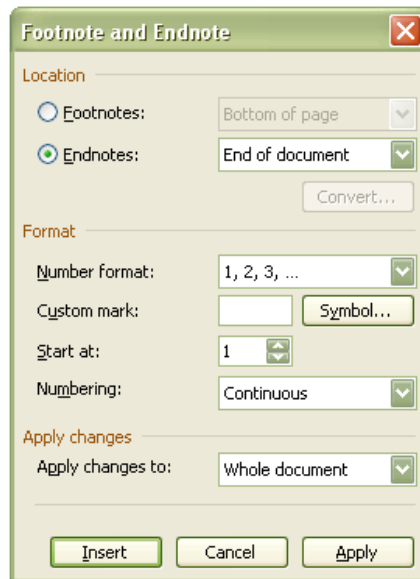 Footnote and Endnote
Location
Footnotes: Bottom of page
Endnotes: End of document
Convert...
Format
Number format: 1, 2, 3, ...
Custom mark: Symbol...
Start at: 1
Numbering: Continuous
Apply changes
Apply changes to: Whole document
Insert Cancel Apply